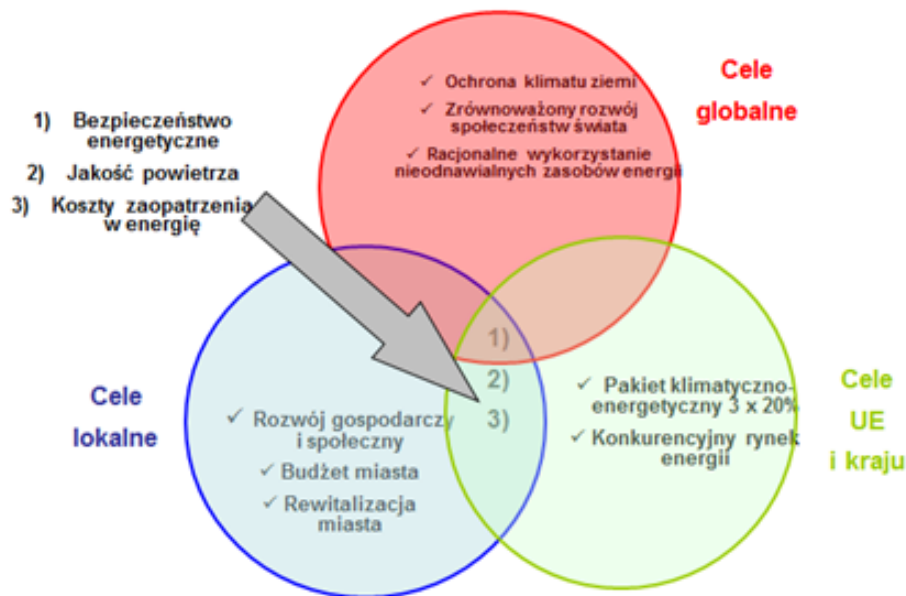 ✓ Ochrona klimatu ziemi
✓ Zrównoważony rozwój
społeczeństw świata
✓ Racjonalne wykorzystanie
nieodnawialnych zasobów energii
Cele
globalne
1) Bezpieczeństwo
energetyczne
2) Jakość powietrza
3) Koszty zaopatrzenia
w energię
1)
2)
3)
Cele
lokalne
✓ Rozwój gospodarczy
i społeczny
✓ Budżet miasta
✓ Rewitalizacja
miasta
✓ Pakiet klimatyczno-
energetyczny 3 x 20%
✓ Konkurencyjny rynek
energii
Cele
UE
i kraju